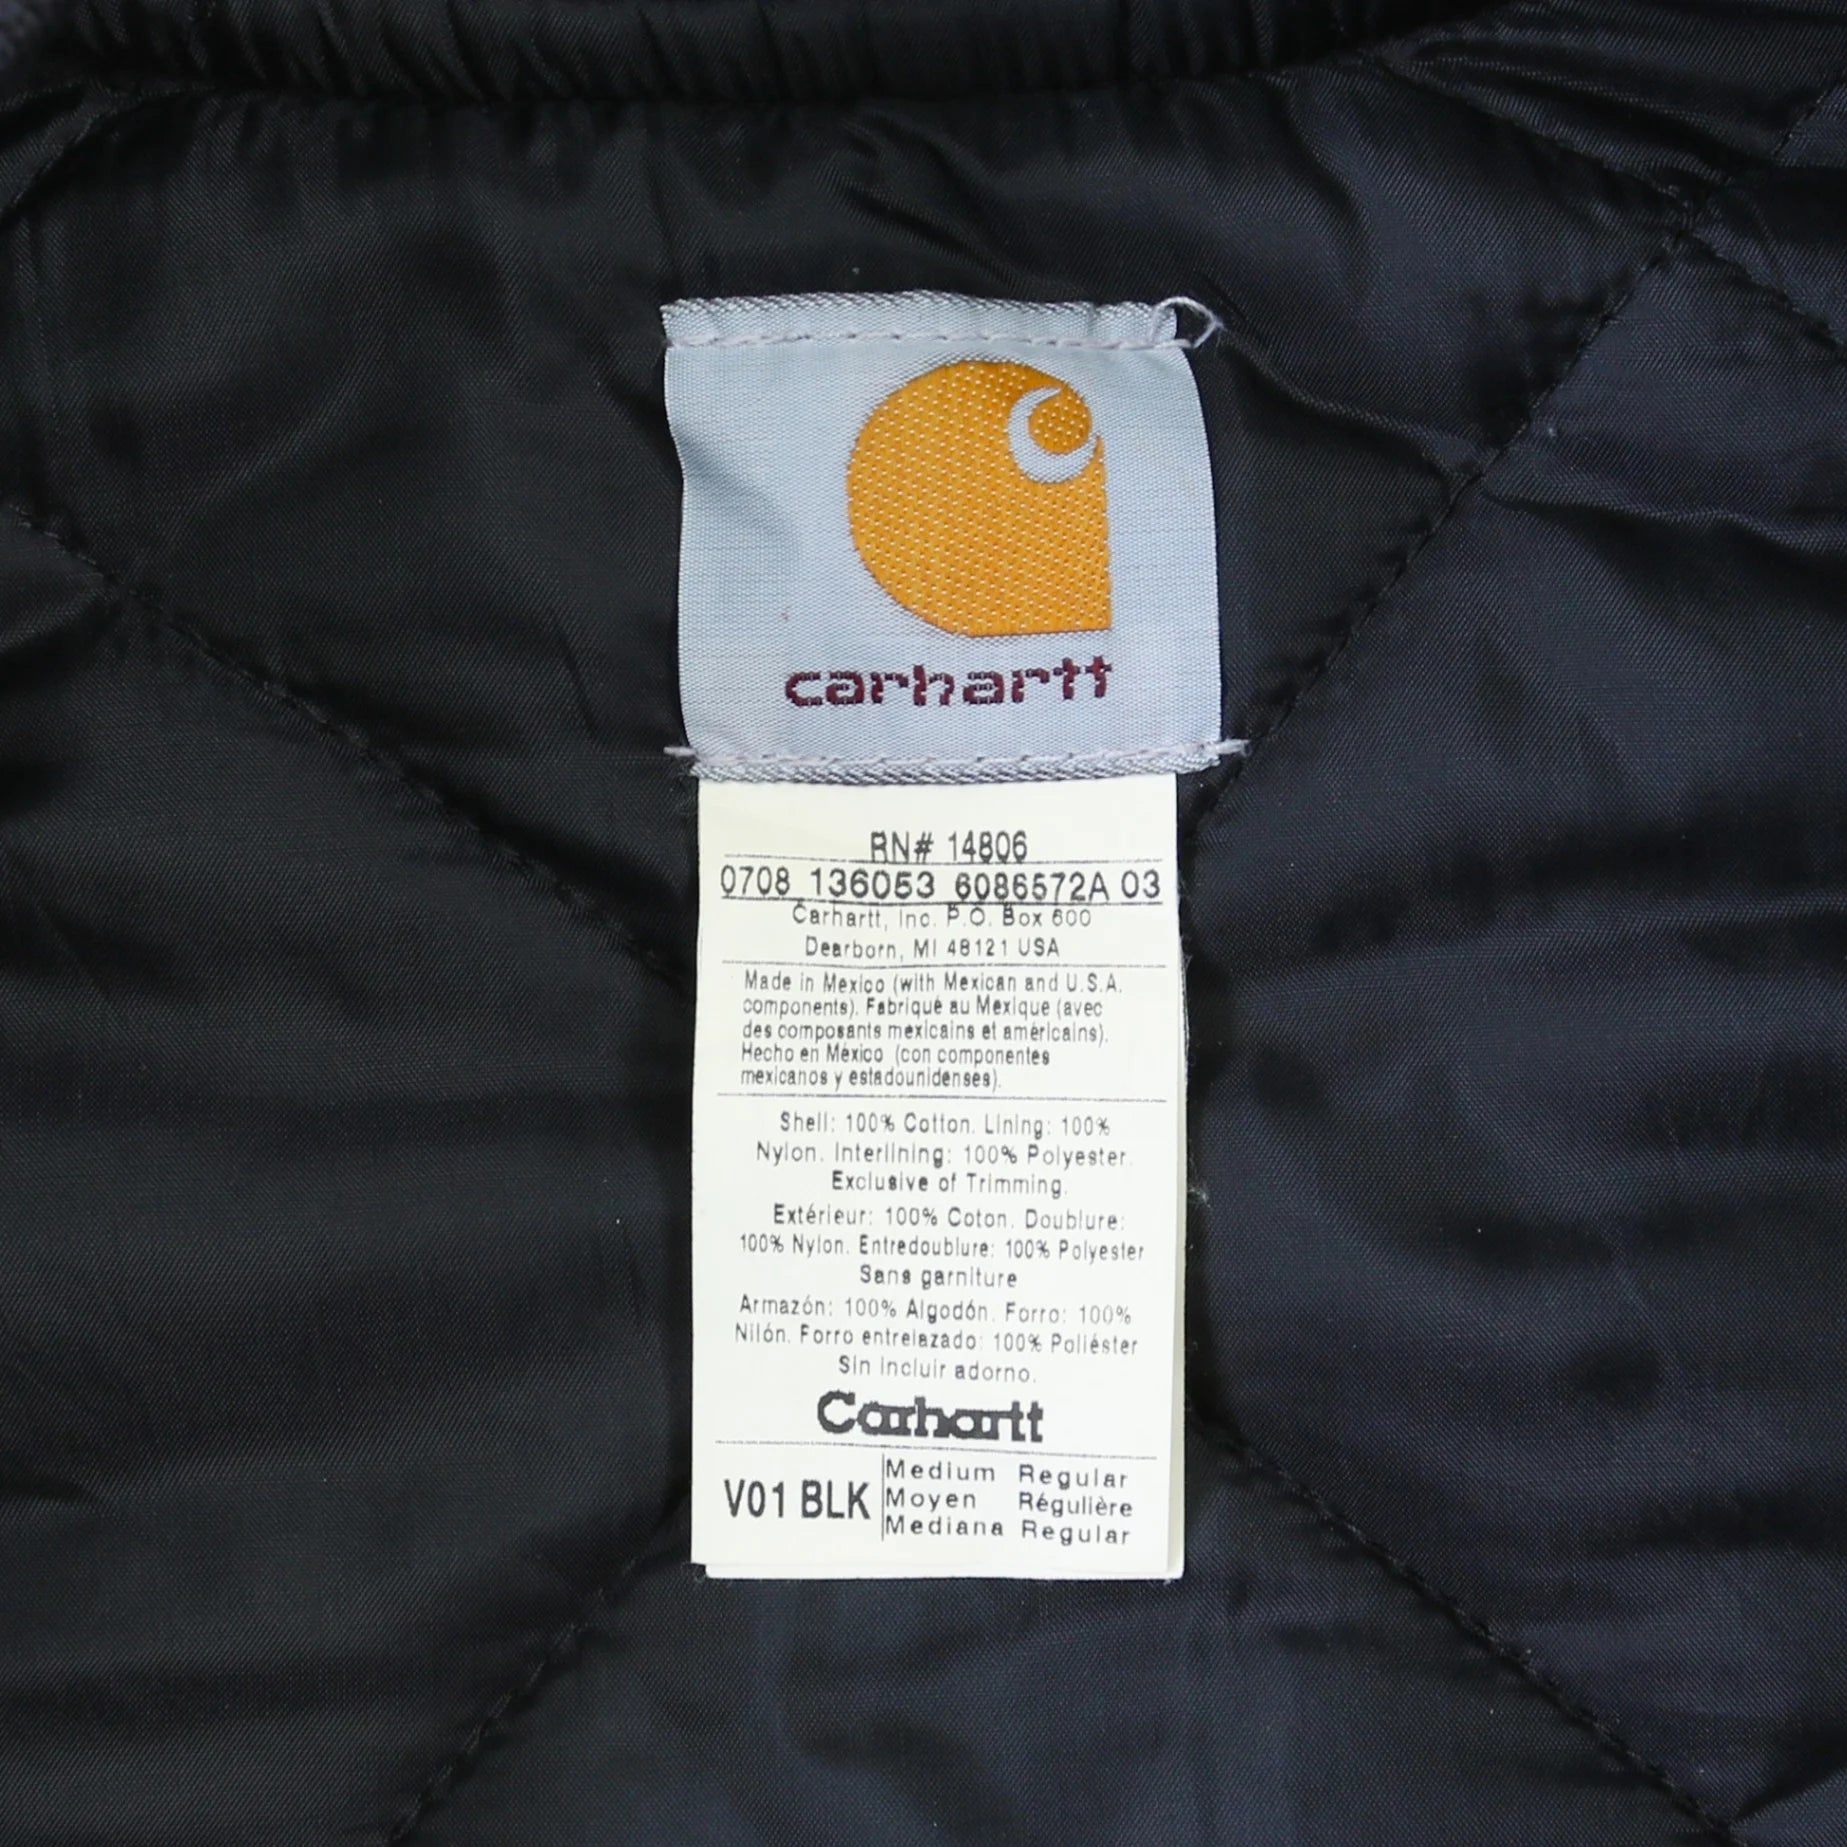 carhartt
RN# 14806
0708 136053 6086572A 03
Carhartt, Inc. P.O. Box 600
Dearborn, MI 48121 USA
Made in Mexico (with Mexican and U.S.A.
components). Fabriqué au Mexique (avec
des composants mexicains et américains).
Hecho en México (con componentes
mexicanos y estadounidenses).
Shell: 100% Cotton. Lining: 100%
Nylon. Interlining: 100% Polyester.
Exclusive of Trimming.
Extérieur: 100% Coton. Doublure:
100% Nylon. Entredoublure: 100% Polyester
Sans garniture
Armazón: 100% Algodón. Forro: 100%
Nilón. Forro entrelazado: 100% Poliéster
Sin incluir adorno.
Carhartt
V01 BLK
Medium Regular
Moyen Régulière
Mediana Regular